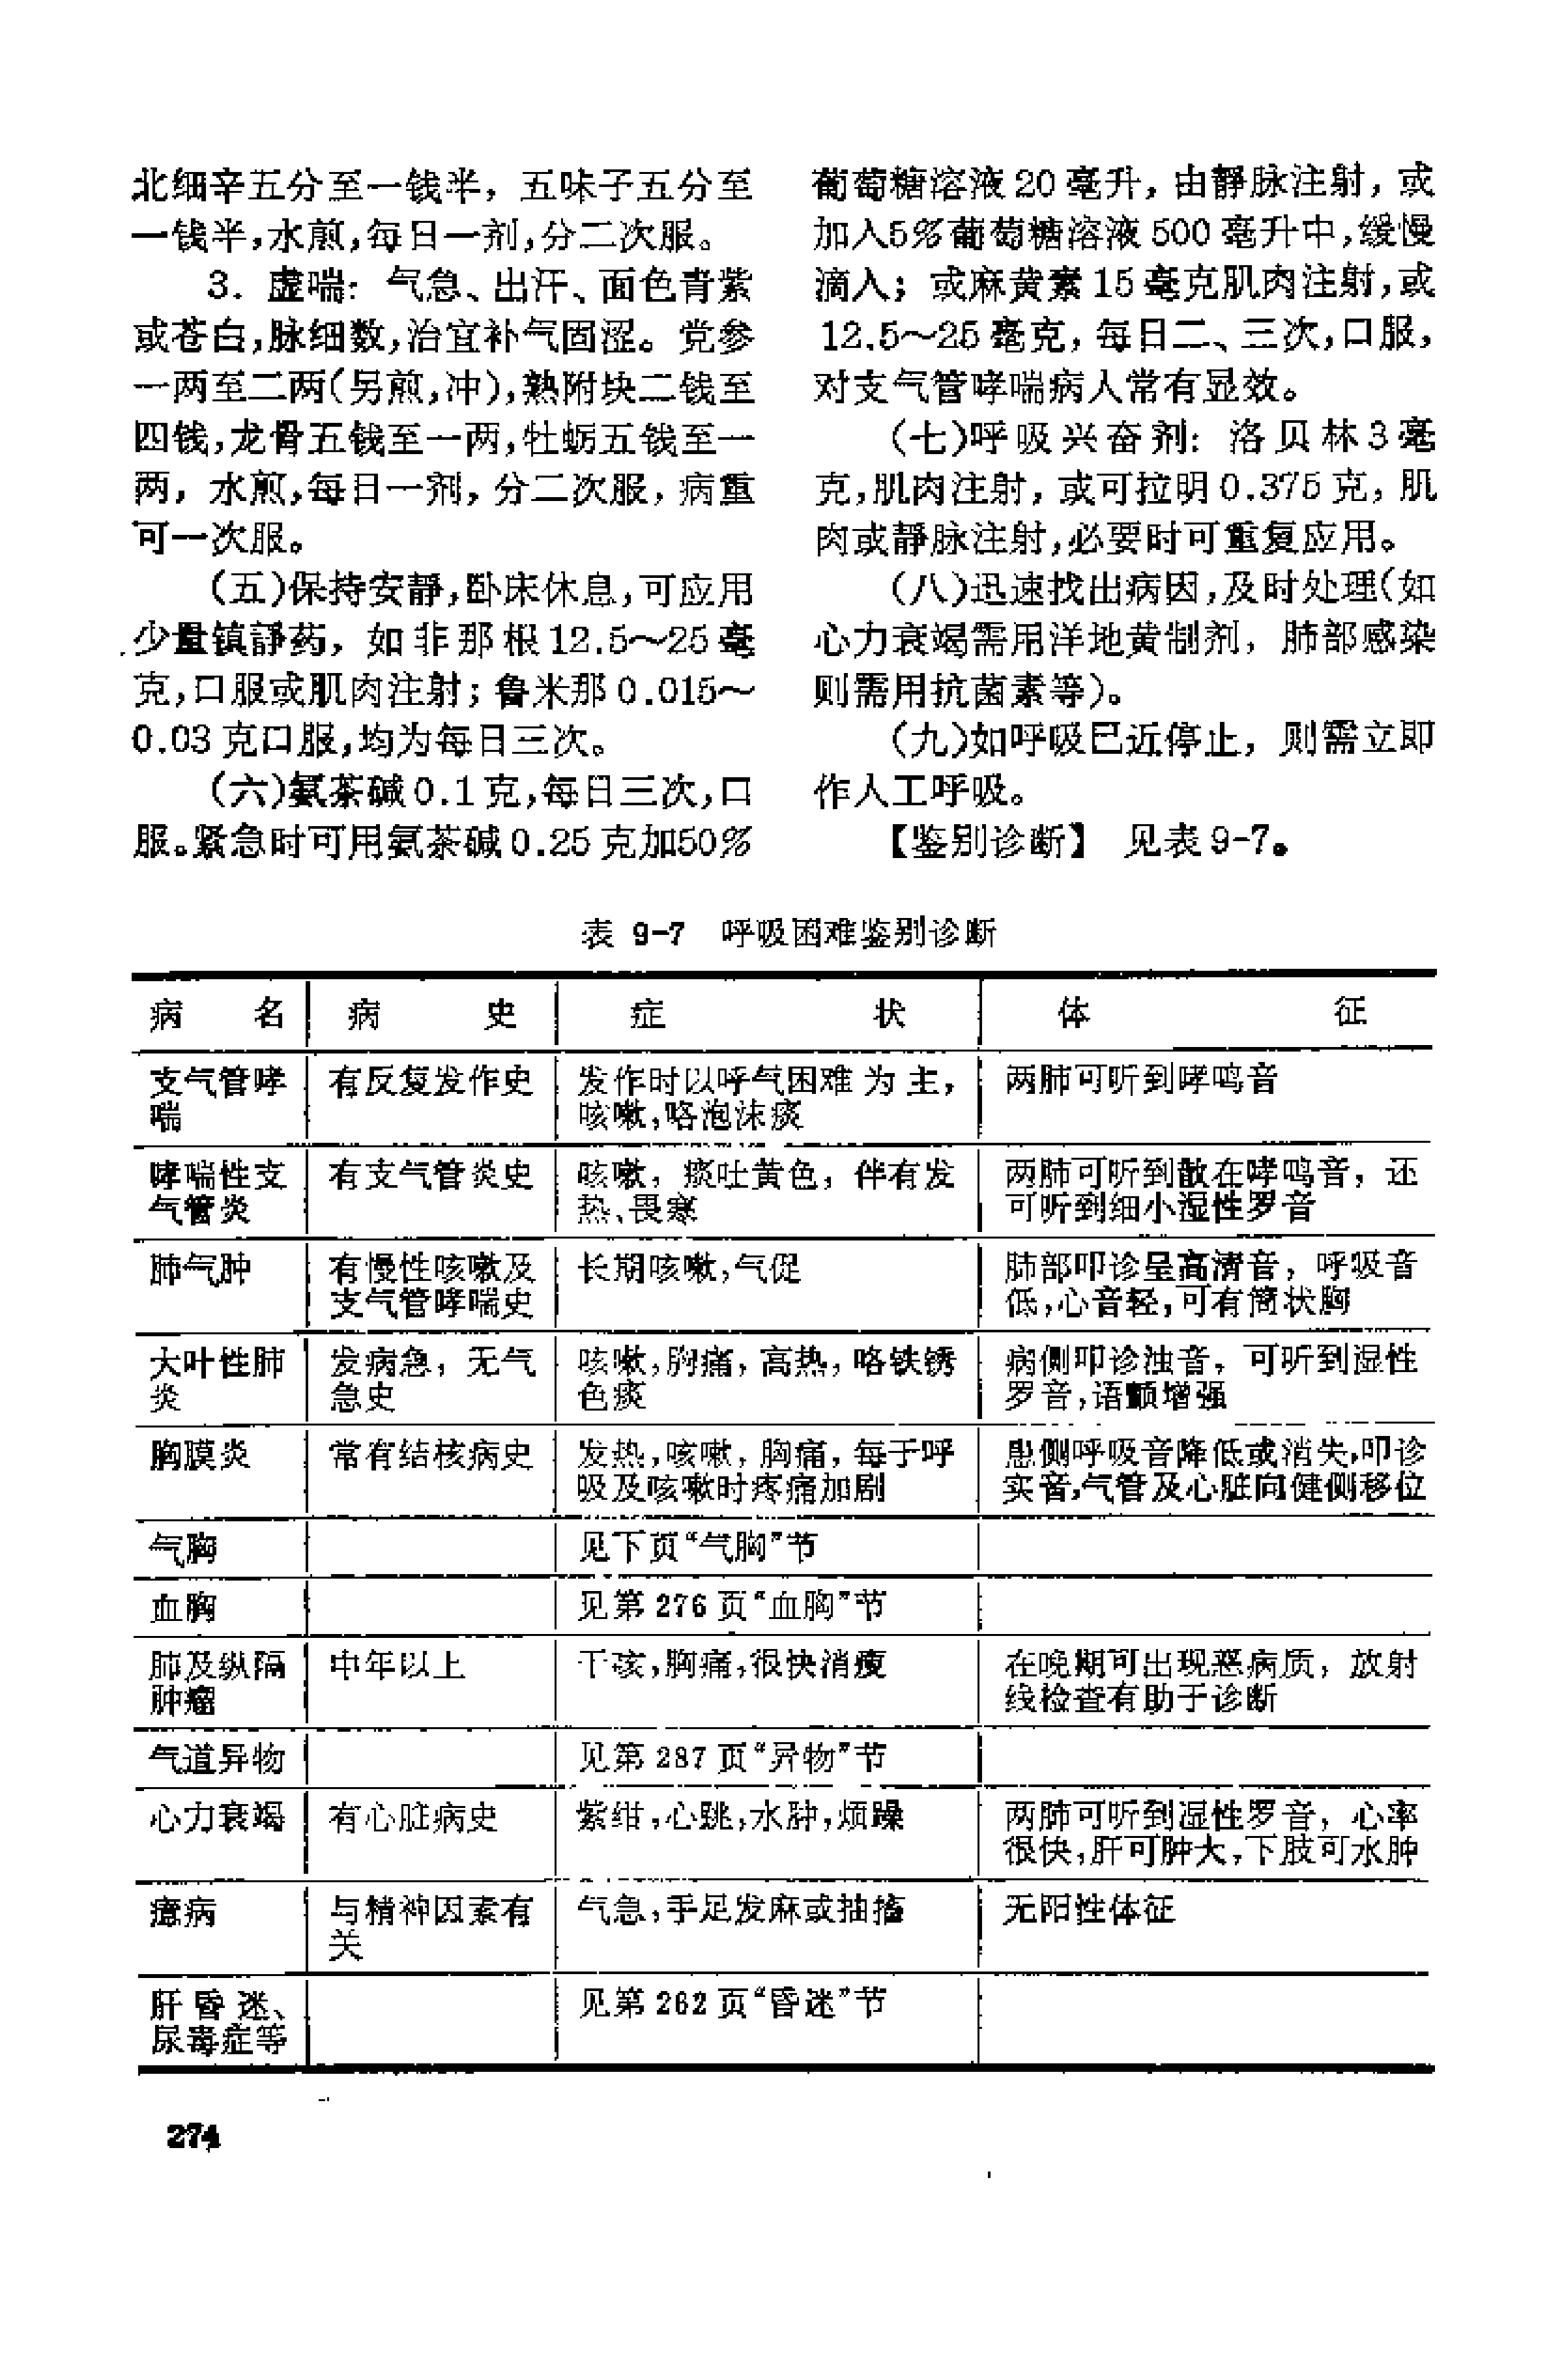 北细辛五分至一钱半，五味子五分至
一钱半，水煎，每日一剂，分二次服。
3．虚喘：气急、出汗、面色青紫
或苍白，脉细数，治宜补气固涩。党参
一两至二两（另煎，冲），熟附块二钱至
四钱，龙骨五钱至一两，牡蛎五钱至一
两，水煎，每日一剂，分二次服，病重
可一次服。
（五）保持安静，卧床休息，可应用
少量镇静药，如非那根12.5～25毫
克，口服或肌肉注射；鲁米那0.015～
0.03克口服，均为每日三次。
（六）氨茶碱0.1克，每日三次，口
服。紧急时可用氨茶碱0.25克加50%
葡萄糖溶液20毫升，由静脉注射，或
加入5%葡萄糖溶液500毫升中，缓慢
滴入；或麻黄素15毫克肌肉注射，或
12.5～25毫克，每日二、三次，口服，
对支气管哮喘病人常有显效。
（七）呼吸兴奋剂：洛贝林3毫
克，肌肉注射，或可拉明0.375克，肌
肉或静脉注射，必要时可重复应用。
（八）迅速找出病因，及时处理（如
心力衰竭需用洋地黄制剂，肺部感染
则需用抗菌素等）。
（九）如呼吸已近停止，则需立即
作人工呼吸。
【鉴别诊断】 见表9-7。
表 9-7 呼吸困难鉴别诊断
病名 病史 症状 体征
支气管哮 有反复发作史 发作时以呼气困难为主， 两肺可听到哮鸣音
喘 咳嗽，咯泡沫痰
哮喘性支 有支气管炎史 咳嗽，痰吐黄色，伴有发 两肺可听到散在哮鸣音，还
气管炎 热、畏寒 可听到细小湿性罗音
肺气肿 有慢性咳嗽及 长期咳嗽，气促 肺部叩诊呈高清音，呼吸音
支气管哮喘史 低，心音轻，可有筒状胸
大叶性肺 发病急，无气 咳嗽，胸痛，高热，咯铁锈 病侧叩诊浊音，可听到湿性
炎 急史 色痰 罗音，语颤增强
胸膜炎 常有结核病史 发热，咳嗽，胸痛，每于呼 患侧呼吸音降低或消失，叩诊
吸及咳嗽时疼痛加剧 实音，气管及心脏向健侧移位
气胸 见下页“气胸”节
血胸 见第276页“血胸”节
肺及纵隔 中年以上 干咳，胸痛，很快消瘦 在晚期可出现恶病质，放射
肿瘤 线检查有助于诊断
气道异物 见第287页“异物”节
心力衰竭 有心脏病史 紫绀，心跳，水肿，烦躁 两肺可听到湿性罗音，心率
很快，肝可肿大，下肢可水肿
癔病 与精神因素有 气急，手足发麻或抽搐 无阳性体征
关
肝昏迷、 见第262页“昏迷”节
尿毒症等
274